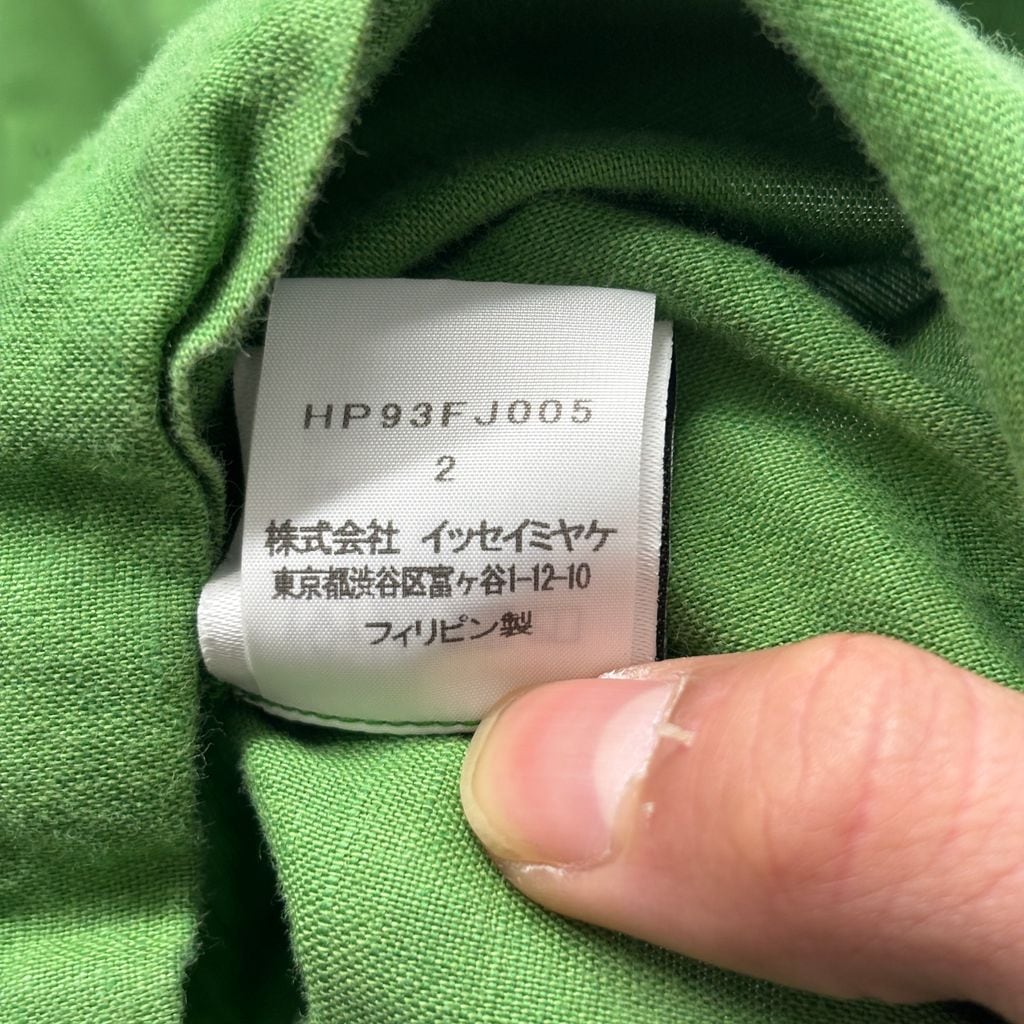 HP93FJ005
2
株式会社 イッセイミヤケ
東京都渋谷区富ヶ谷1-12-10
フィリピン製